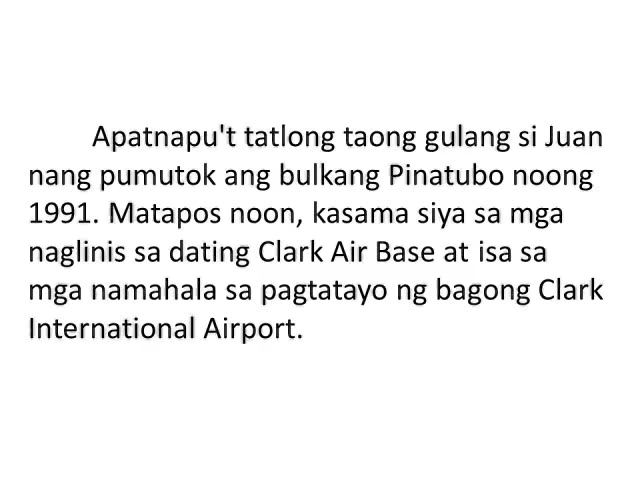 Apatnapu't tatlong taong gulang si Juan
nang pumutok ang bulkang Pinatubo noong
1991. Matapos noon, kasama siya sa mga
naglinis sa dating Clark Air Base at isa sa
mga namahala sa pagtatayo ng bagong Clark
International Airport.